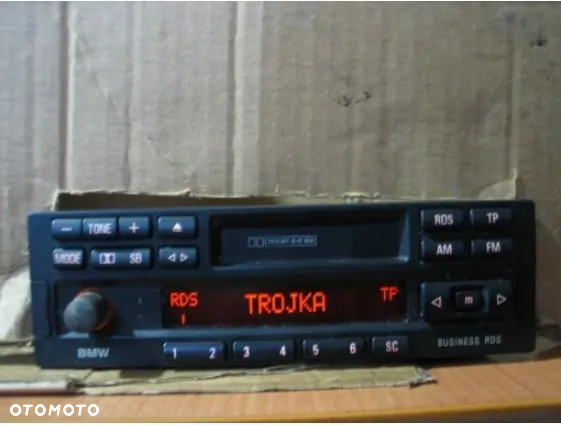 − TONE +
RDS TP
MODE SB
AM FM
RDS TROJKA TP
I
m
BMW
1 2 3 4 5 6 SC
BUSINESS RDS
OTOMOTO